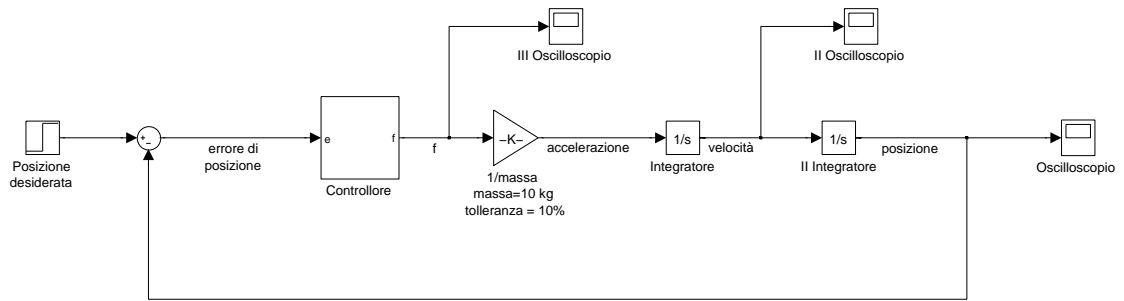 III Oscilloscopio
II Oscilloscopio
Posizione
desiderata
+
−
errore di
posizione
e
f
Controllore
f
−K−
1/massa
massa=10 kg
tolleranza = 10%
accelerazione
1/s
Integratore
velocità
1/s
II Integratore
posizione
Oscilloscopio